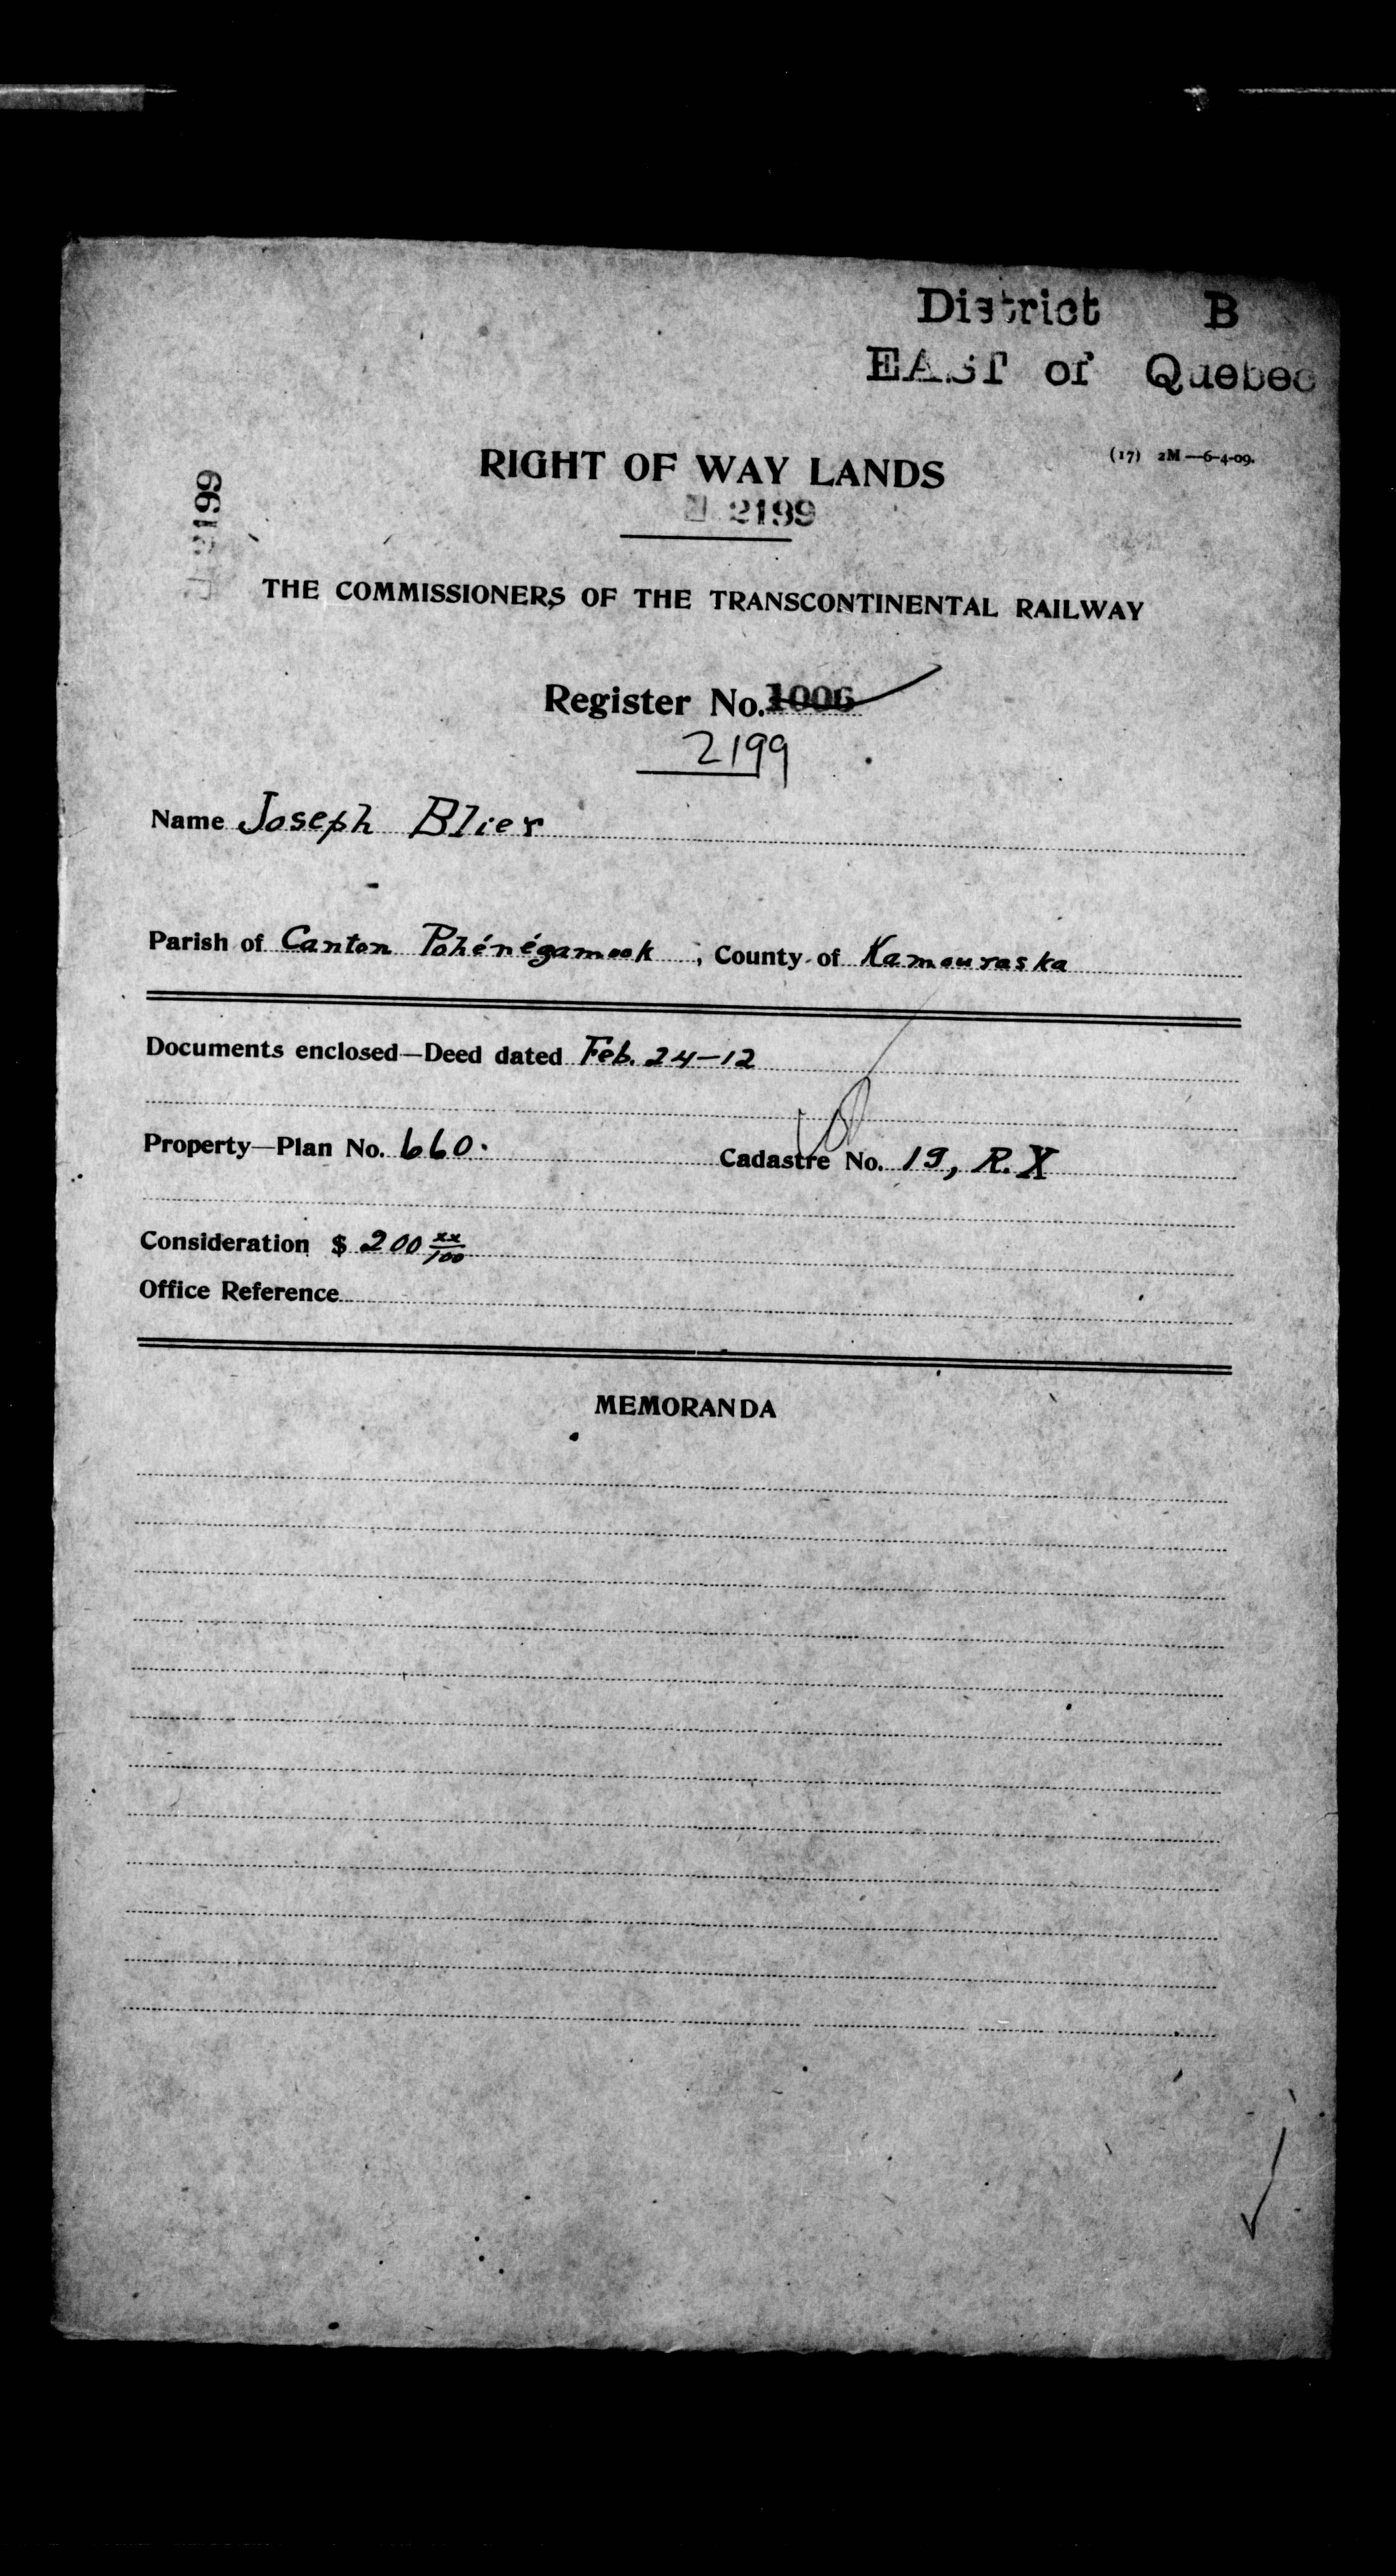 District B
EAST of Quebec
(17) 2M—6-4-09.
RIGHT OF WAY LANDS
2199
2199
THE COMMISSIONERS OF THE TRANSCONTINENTAL RAILWAY
Register No. 1006
2199
Name Joseph Blier
Parish of Canton Pohénégamook ; County of Kamouraska
Documents enclosed—Deed dated Feb. 24-12
Property—Plan No. 660. Cadastre No. 19, R. X
Consideration $ 200 xx/100
Office Reference
MEMORANDA